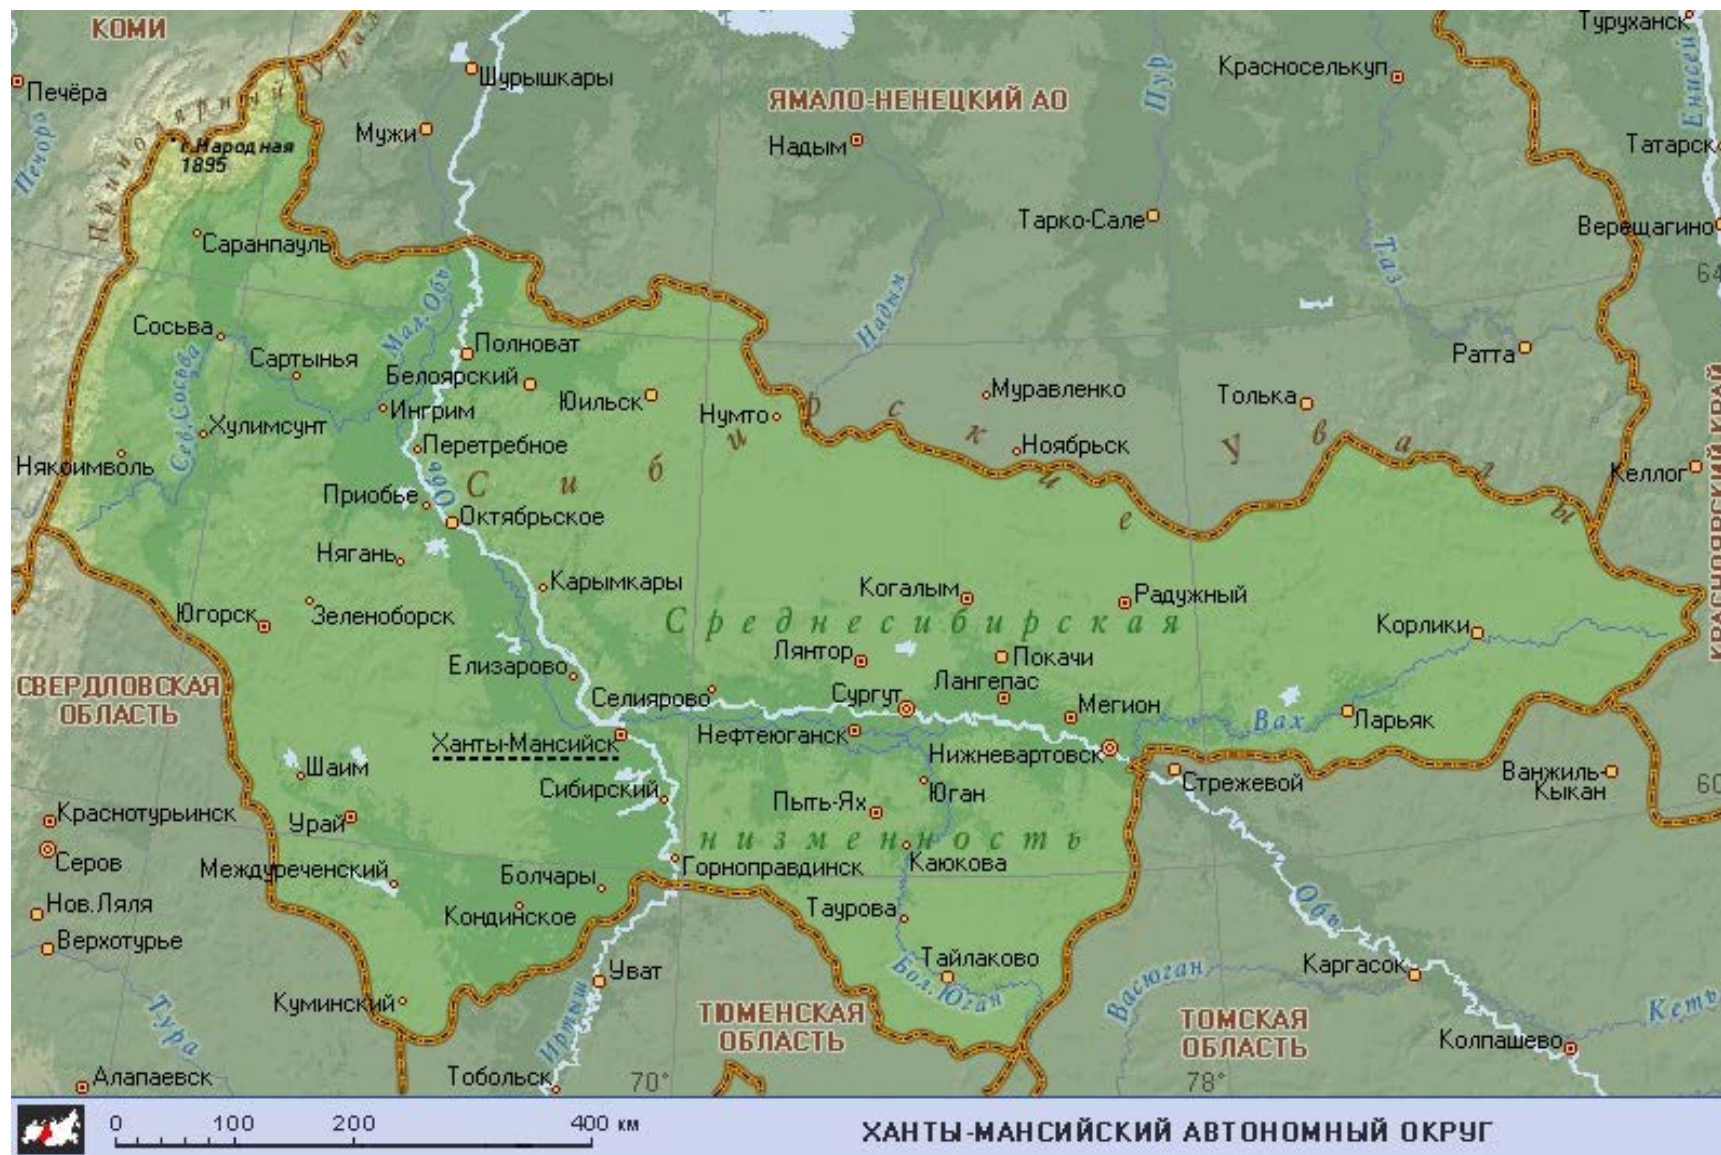 КОМИ
Туруханск
Печёра
Шурышкары
Красноселькуп
Приполярный Урал
ЯМАЛО-НЕНЕЦКИЙ АО
Пур
Енисей
Печора
Мужи
г.Народная
1895
Надым
Татарск
Тарко-Сале
Верещагино
Саранпауль
Таз
64
Мал.Обь
Надым
Сосьва
Сартынья
Полноват
Ратта
Белоярский
Юильск
Муравленко
Толька
Сев.Сосьва
Хулимсунт
Ингрим
Нумто
Перетребное
Ноябрьск
Няксимволь
Келлог
Сибирские Увалы
Обь
Приобье
Октябрьское
КРАСНОЯРСКИЙ КРАЙ
Нягань
Карымкары
Когалым
Радужный
Югорск
Зеленоборск
Среднесибирская
Корлики
Лянтор
Покачи
Елизарово
Лангепас
СВЕРДЛОВСКАЯ
ОБЛАСТЬ
Селиярово
Сургут
Мегион
Вах
Ларьяк
Ханты-Мансийск
Нефтеюганск
Нижневартовск
Шаим
Стрежевой
Ванжиль-
Кыкан
60
Сибирский
Юган
Пыть-Ях
Краснотурьинск
Урай
низменность
Серов
Междуреченский
Болчары
Горноправдинск
Каюкова
Нов.Ляля
Кондинское
Таурова
Обь
Верхотурье
Уват
Тайлаково
Бол.Юган
Васюган
Каргасок
Куминский
ТЮМЕНСКАЯ
ОБЛАСТЬ
ТОМСКАЯ
ОБЛАСТЬ
Кеть
Тура
Иртыш
Колпашево
Алапаевск
Тобольск
70°
78°
0 100 200 400 км
ХАНТЫ-МАНСИЙСКИЙ АВТОНОМНЫЙ ОКРУГ